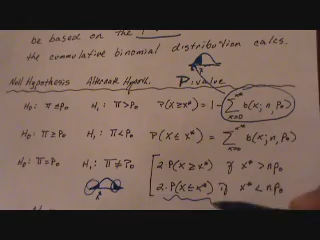 be based on the
the commulative binomial distribution calcs.
Null Hypothesis Alternate Hypoth. P-value
H₀: π ≤ P₀ H₁: π > P₀ P(X≥x*) = 1 - Σ x=0 b(x; n, P₀)
H₀: π ≥ P₀ H₁: π < P₀ P(X ≤ x*) = Σ x=0 x* b(x; n, P₀)
H₀: π = P₀ H₁: π ≠ P₀ 2·P(X ≥ x*) if x* > nP₀
2·P(X ≤ x*) if x* < nP₀